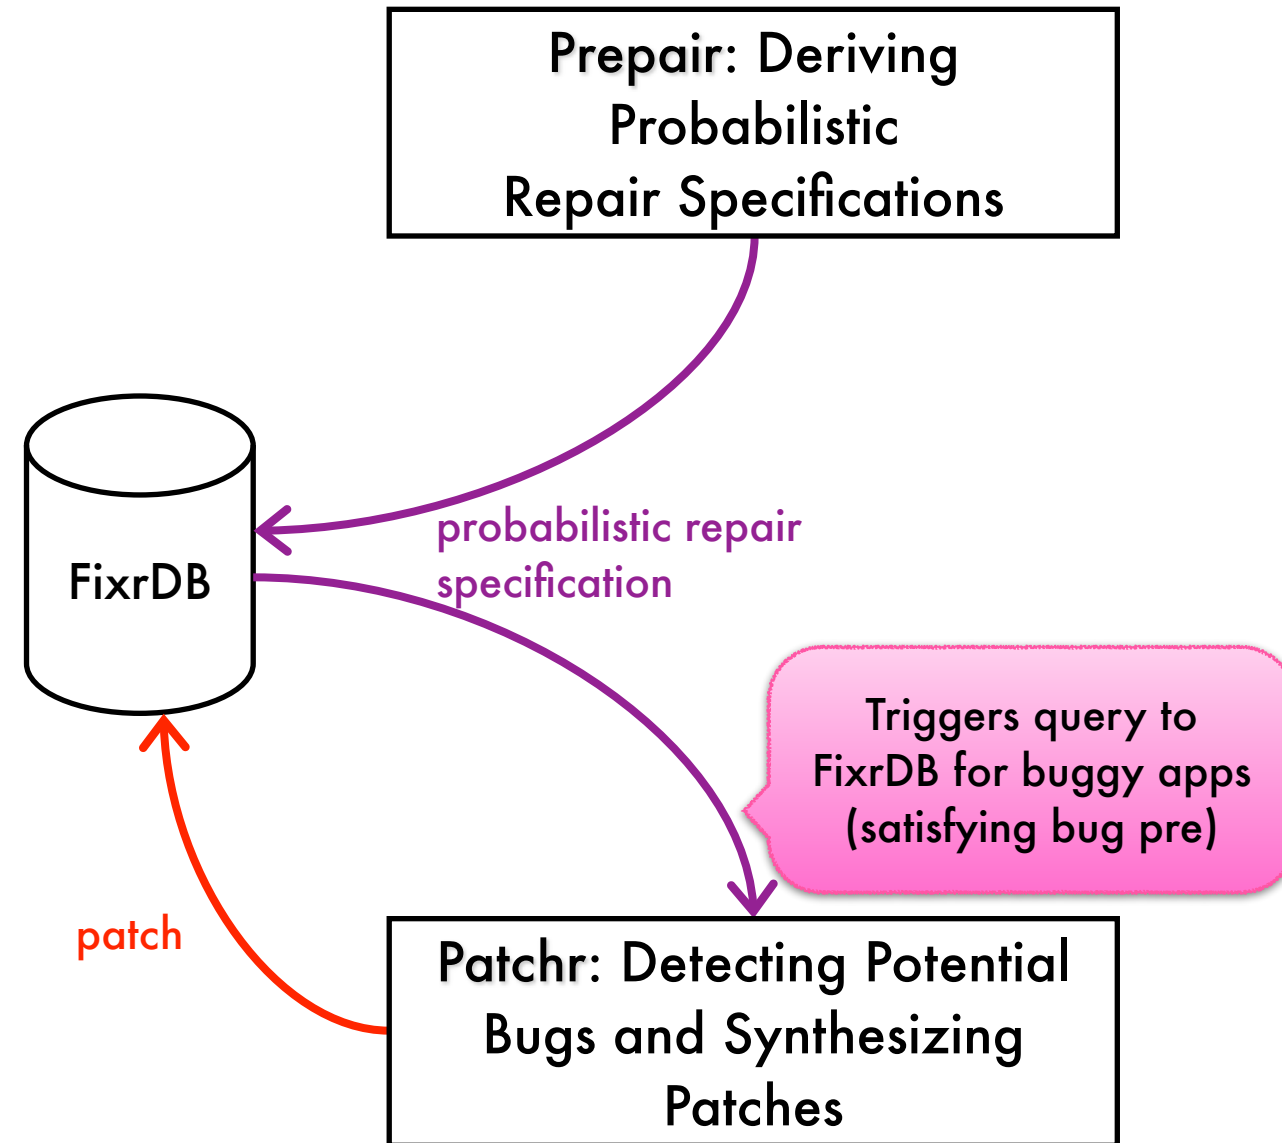 Prepair: Deriving
Probabilistic
Repair Specifications
probabilistic repair
specification
FixrDB
Triggers query to
FixrDB for buggy apps
(satisfying bug pre)
patch
Patchr: Detecting Potential
Bugs and Synthesizing
Patches